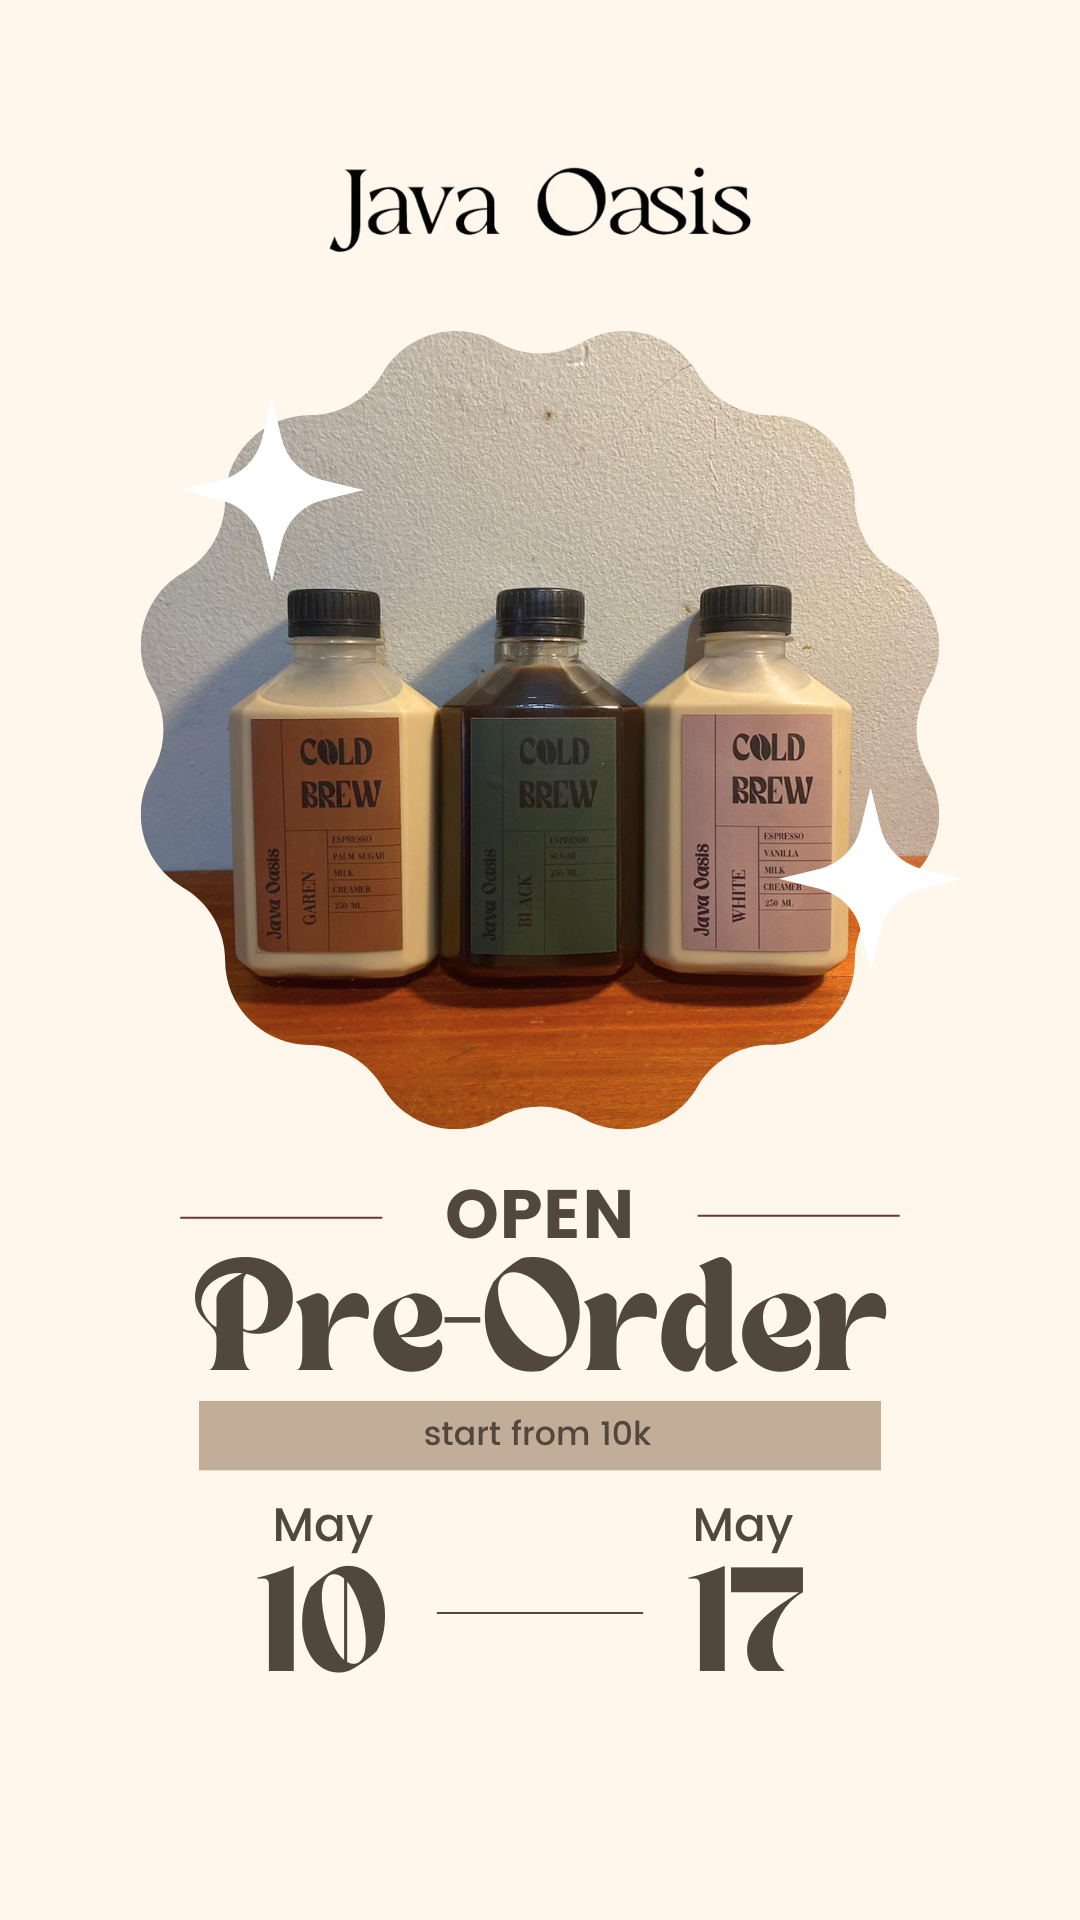 Java Oasis
COLD
BREW
ESPRESSO
PALM SUGAR
MILK
CREAMER
250 ML
Java Oasis
GAREN
COLD
BREW
ESPRESSO
SUGAR
250 ML
Java Oasis
BLACK
COLD
BREW
ESPRESSO
VANILLA
MILK
CREAMER
250 ML
Java Oasis
WHITE
OPEN
Pre-Order
start from 10k
May May
10 17